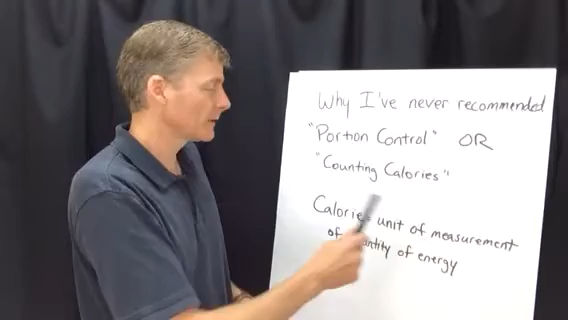 Why I've never recommended
"Portion Control" OR
"Counting Calories"
Calorie unit of measurement
of of energy